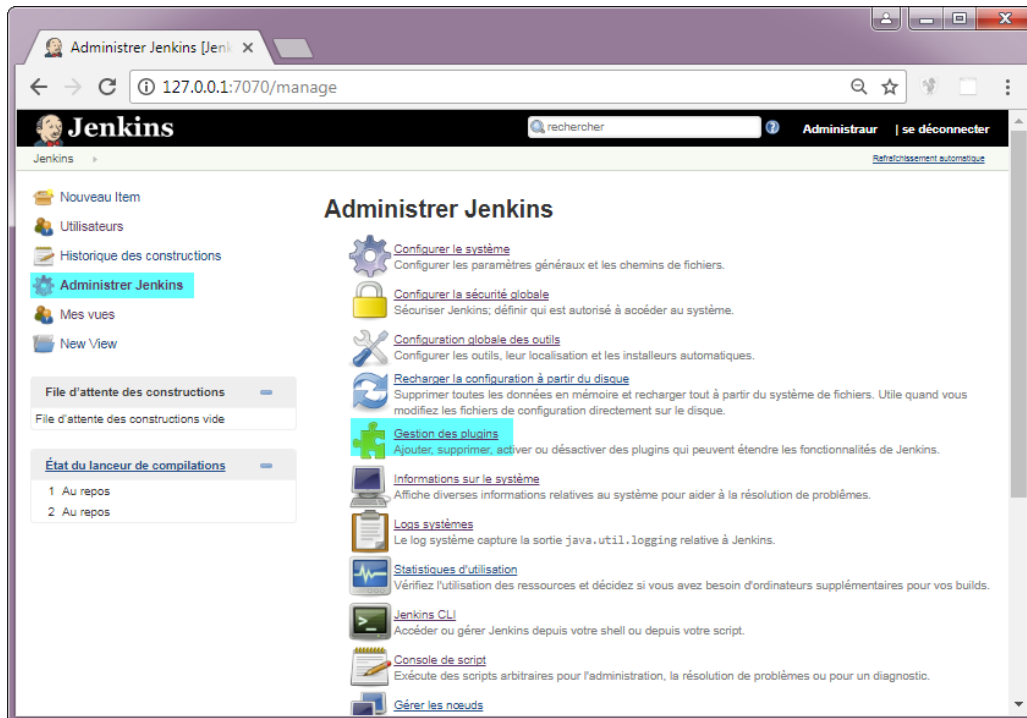 Administrer Jenkins [Jenk
127.0.0.1:7070/manage
Jenkins
rechercher
Administraur | se déconnecter
Jenkins
Rafraîchissement automatique
Nouveau Item
Utilisateurs
Historique des constructions
Administrer Jenkins
Mes vues
New View
File d'attente des constructions
File d'attente des constructions vide
État du lanceur de compilations
1 Au repos
2 Au repos
Administrer Jenkins
Configurer le système
Configurer les paramètres généraux et les chemins de fichiers.
Configurer la sécurité globale
Sécuriser Jenkins; définir qui est autorisé à accéder au système.
Configuration globale des outils
Configurer les outils, leur localisation et les installeurs automatiques.
Recharger la configuration à partir du disque
Supprimer toutes les données en mémoire et recharger tout à partir du système de fichiers. Utile quand vous
modifiez les fichiers de configuration directement sur le disque.
Gestion des plugins
Ajouter, supprimer, activer ou désactiver des plugins qui peuvent étendre les fonctionnalités de Jenkins.
Informations sur le système
Affiche diverses informations relatives au système pour aider à la résolution de problèmes.
Logs systèmes
Le log système capture la sortie java.util.logging relative à Jenkins.
Statistiques d'utilisation
Vérifiez l'utilisation des ressources et décidez si vous avez besoin d'ordinateurs supplémentaires pour vos builds.
Jenkins CLI
Accéder ou gérer Jenkins depuis votre shell ou depuis votre script.
Console de script
Exécute des scripts arbitraires pour l'administration, la résolution de problèmes ou pour un diagnostic.
Gérer les nœuds